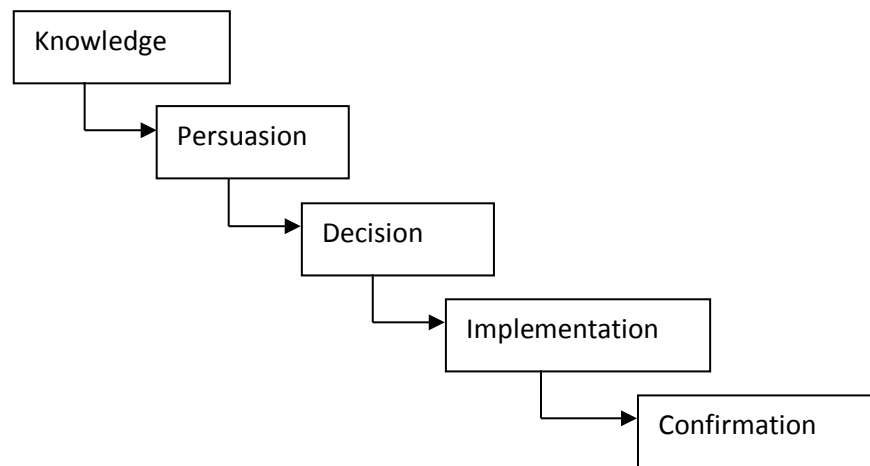 Knowledge
Persuasion
Decision
Implementation
Confirmation